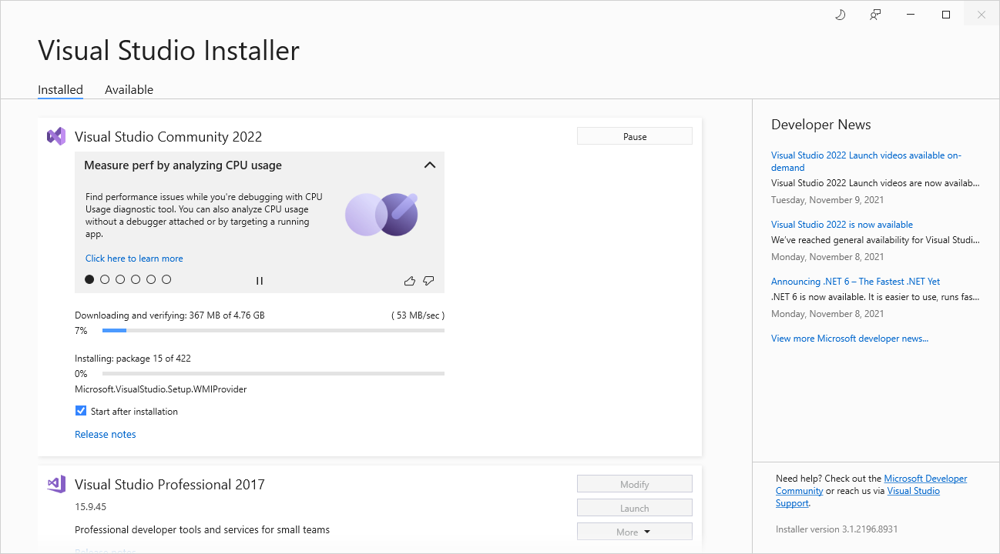 Visual Studio Installer
Installed
Available
Visual Studio Community 2022
Pause
Measure perf by analyzing CPU usage
Find performance issues while you're debugging with CPU
Usage diagnostic tool. You can also analyze CPU usage
without a debugger attached or by targeting a running
app.
Click here to learn more
Downloading and verifying: 367 MB of 4.76 GB
( 53 MB/sec )
7%
Installing: package 15 of 422
0%
Microsoft.VisualStudio.Setup.WMIProvider
Start after installation
Release notes
Visual Studio Professional 2017
15.9.45
Professional developer tools and services for small teams
Release notes
Modify
Launch
More
Developer News
Visual Studio 2022 Launch videos available on-
demand
Visual Studio 2022 Launch videos are now availab...
Tuesday, November 9, 2021
Visual Studio 2022 is now available
We've reached general availability for Visual Studi...
Monday, November 8, 2021
Announcing .NET 6 – The Fastest .NET Yet
.NET 6 is now available. It is easier to use, runs fas...
Monday, November 8, 2021
View more Microsoft developer news...
Need help? Check out the Microsoft Developer
Community or reach us via Visual Studio
Support.
Installer version 3.1.2196.8931